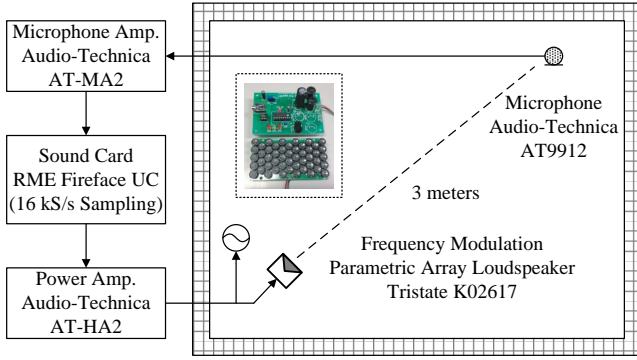 Microphone Amp.
Audio-Technica
AT-MA2
Sound Card
RME Fireface UC
(16 kS/s Sampling)
Power Amp.
Audio-Technica
AT-HA2
Microphone
Audio-Technica
AT9912
3 meters
Frequency Modulation
Parametric Array Loudspeaker
Tristate K02617